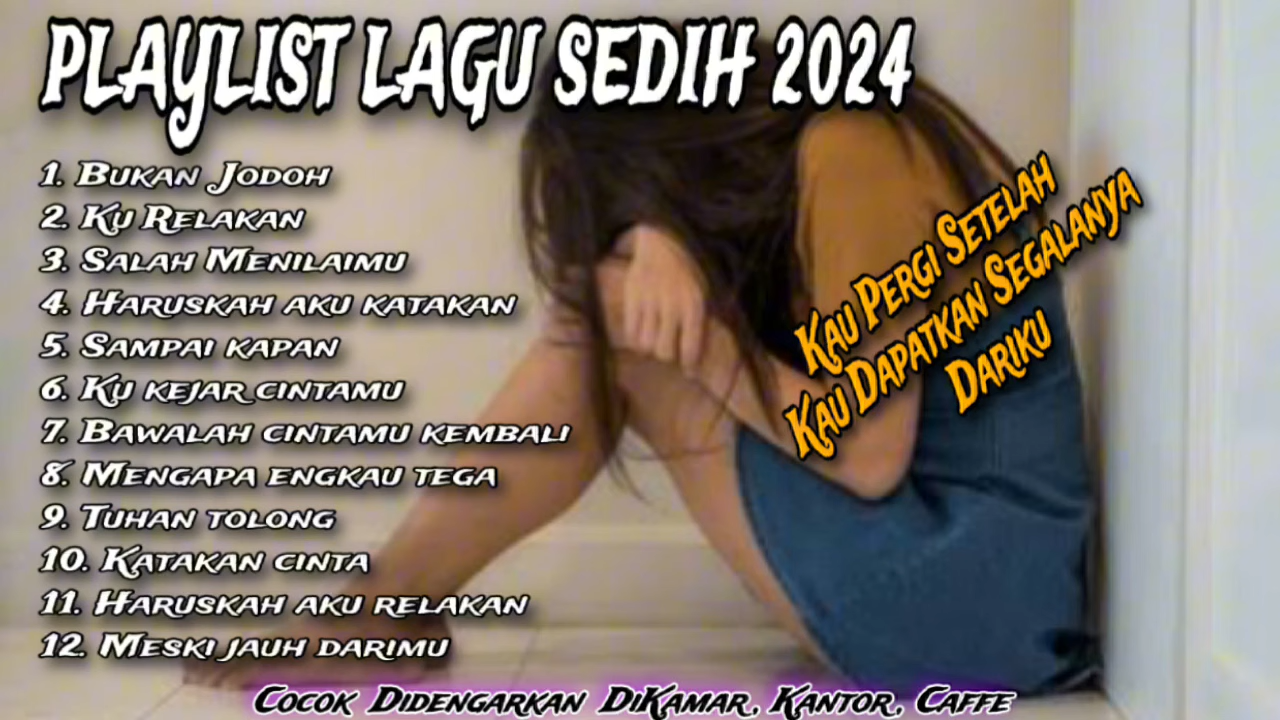 PLAYLIST LAGU SEDIH 2024
1. Bukan Jodoh
2. Ku Relakan
3. Salah Menilaimu
4. Haruskah aku katakan
5. Sampai kapan
6. Ku kejar cintamu
7. Bawalah cintamu kembali
8. Mengapa engkau tega
9. Tuhan tolong
10. Katakan cinta
11. Haruskah aku relakan
12. Meski jauh darimu
Kau Pergi Setelah
Kau Dapatkan Segalanya
Dariku
Cocok Didengarkan DiKamar, Kantor, Caffe